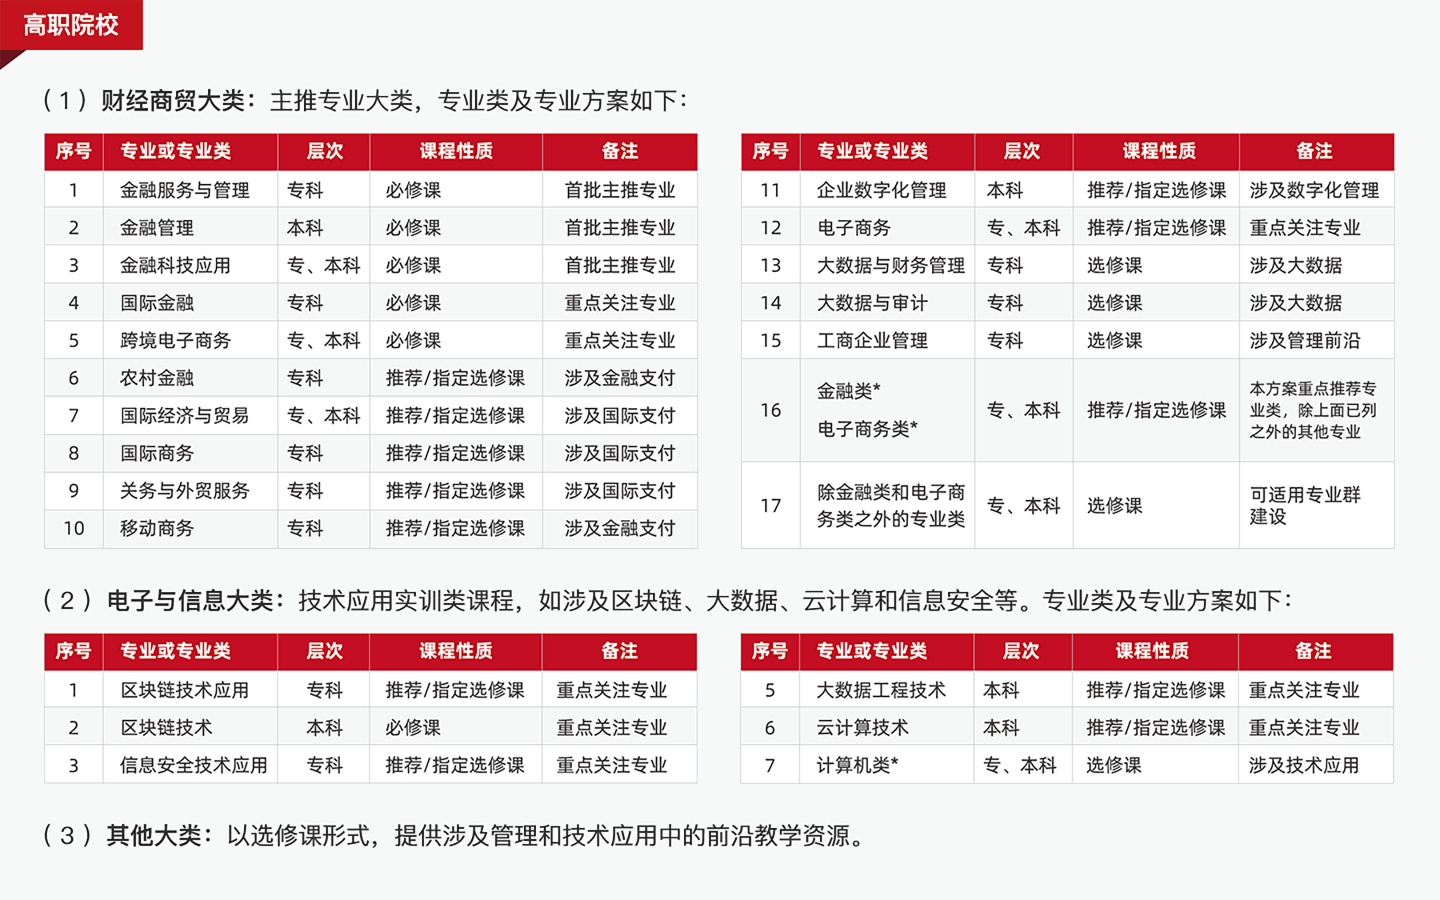 高职院校
（1）财经商贸大类：主推专业大类，专业类及专业方案如下：
序号 专业或专业类 层次 课程性质 备注
1 金融服务与管理 专科 必修课 首批主推专业
2 金融管理 本科 必修课 首批主推专业
3 金融科技应用 专、本科 必修课 首批主推专业
4 国际金融 专科 必修课 重点关注专业
5 跨境电子商务 专、本科 必修课 重点关注专业
6 农村金融 专科 推荐/指定选修课 涉及金融支付
7 国际经济与贸易 专、本科 推荐/指定选修课 涉及国际支付
8 国际商务 专科 推荐/指定选修课 涉及国际支付
9 关务与外贸服务 专科 推荐/指定选修课 涉及国际支付
10 移动商务 专科 推荐/指定选修课 涉及金融支付
序号 专业或专业类 层次 课程性质 备注
11 企业数字化管理 本科 推荐/指定选修课 涉及数字化管理
12 电子商务 专、本科 推荐/指定选修课 重点关注专业
13 大数据与财务管理 专科 选修课 涉及大数据
14 大数据与审计 专科 选修课 涉及大数据
15 工商企业管理 专科 选修课 涉及管理前沿
16 金融类*
电子商务类*
专、本科 推荐/指定选修课
本方案重点推荐专
业类，除上面已列
之外的其他专业
17 除金融类和电子商
务类之外的专业类
专、本科 选修课
可适用专业群
建设
（2）电子与信息大类：技术应用实训类课程，如涉及区块链、大数据、云计算和信息安全等。专业类及专业方案如下：
序号 专业或专业类 层次 课程性质 备注
1 区块链技术应用 专科 推荐/指定选修课 重点关注专业
2 区块链技术 本科 必修课 重点关注专业
3 信息安全技术应用 专科 推荐/指定选修课 重点关注专业
序号 专业或专业类 层次 课程性质 备注
5 大数据工程技术 本科 推荐/指定选修课 重点关注专业
6 云计算技术 本科 推荐/指定选修课 重点关注专业
7 计算机类* 专、本科 选修课 涉及技术应用
（3）其他大类：以选修课形式，提供涉及管理和技术应用中的前沿教学资源。